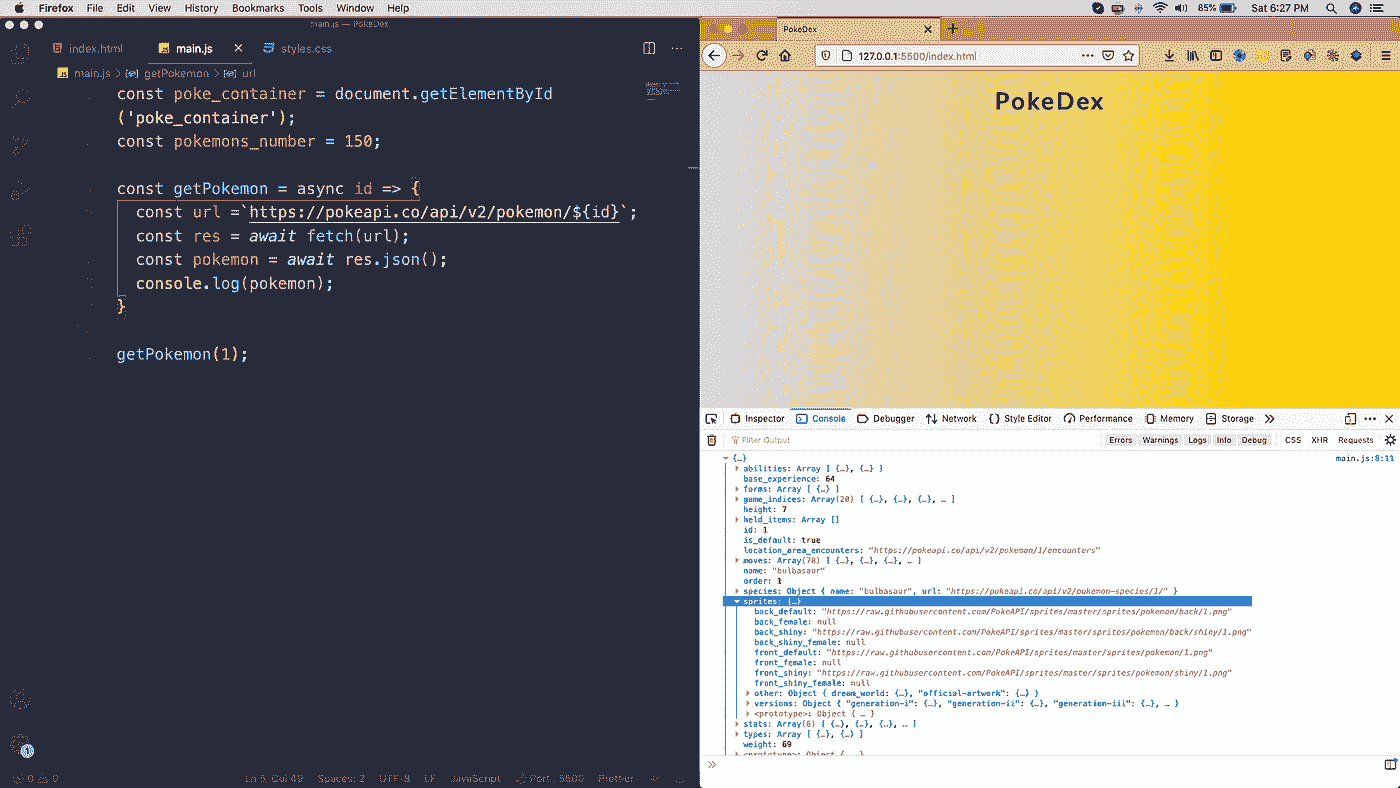 Firefox File Edit View History Bookmarks Tools Window Help 85% Sat 6:27 PM
main.js — PokeDex
index.html main.js styles.css
main.js > getPokemon > url
const poke_container = document.getElementById
('poke_container');
const pokemons_number = 150;
const getPokemon = async id => {
const url =`https://pokeapi.co/api/v2/pokemon/${id}`;
const res = await fetch(url);
const pokemon = await res.json();
console.log(pokemon);
}
getPokemon(1);
0 0 Ln 5, Col 49 Spaces: 2 UTF-8 LF JavaScript Port : 5500 Prettier
PokeDex
127.0.0.1:5500/index.html
PokeDex
Inspector Console Debugger Network Style Editor Performance Memory Storage
Filter Output Errors Warnings Logs Info Debug CSS XHR Requests
{…} main.js:8:11
abilities: Array [ {…}, {…} ]
base_experience: 64
forms: Array [ {…} ]
game_indices: Array(20) [ {…}, {…}, {…}, … ]
height: 7
held_items: Array []
id: 1
is_default: true
location_area_encounters: "https://pokeapi.co/api/v2/pokemon/1/encounters"
moves: Array(78) [ {…}, {…}, {…}, … ]
name: "bulbasaur"
order: 1
species: Object { name: "bulbasaur", url: "https://pokeapi.co/api/v2/pokemon-species/1/" }
sprites: {…}
back_default: "https://raw.githubusercontent.com/PokeAPI/sprites/master/sprites/pokemon/back/1.png"
back_female: null
back_shiny: "https://raw.githubusercontent.com/PokeAPI/sprites/master/sprites/pokemon/back/shiny/1.png"
back_shiny_female: null
front_default: "https://raw.githubusercontent.com/PokeAPI/sprites/master/sprites/pokemon/1.png"
front_female: null
front_shiny: "https://raw.githubusercontent.com/PokeAPI/sprites/master/sprites/pokemon/shiny/1.png"
front_shiny_female: null
other: Object { dream_world: {…}, "official-artwork": {…} }
versions: Object { "generation-i": {…}, "generation-ii": {…}, "generation-iii": {…}, … }
<prototype>: Object { … }
stats: Array(6) [ {…}, {…}, {…}, … ]
types: Array [ {…}, {…} ]
weight: 69
<prototype>: Object { … }